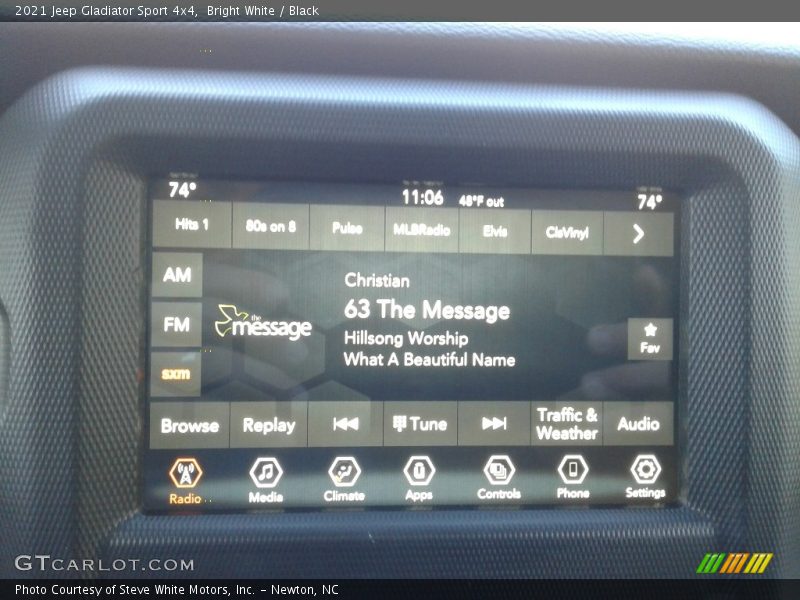 2021 Jeep Gladiator Sport 4x4, Bright White / Black
74° 11:06 48°F out 74°
Hits 1 80s on 8 Pulse MLBRadio Elvis ClsVinyl
AM
Christian
63 The Message
FM
the message
Hillsong Worship
What A Beautiful Name
Fav
sxm
Browse Replay Tune Traffic & Weather Audio
Radio Media Climate Apps Controls Phone Settings
GTCARLOT.COM
Photo Courtesy of Steve White Motors, Inc. – Newton, NC